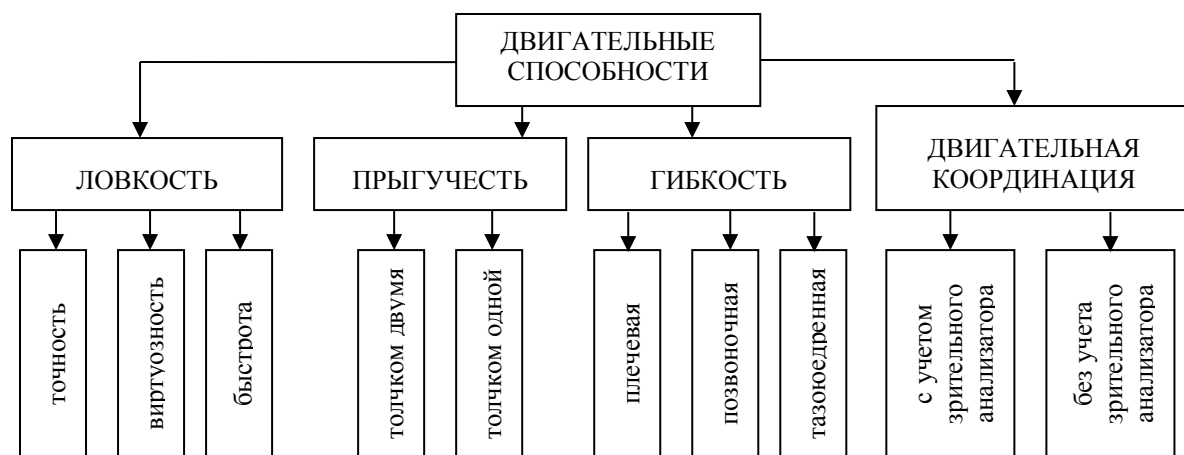 ДВИГАТЕЛЬНЫЕ
СПОСОБНОСТИ
ЛОВКОСТЬ
ПРЫГУЧЕСТЬ
ГИБКОСТЬ
ДВИГАТЕЛЬНАЯ
КООРДИНАЦИЯ
точность
виртуозность
быстрота
толчком двумя
толчком одной
плечевая
позвоночная
тазоюедренная
с учетом
зрительного
анализатора
без учета
зрительного
анализатора